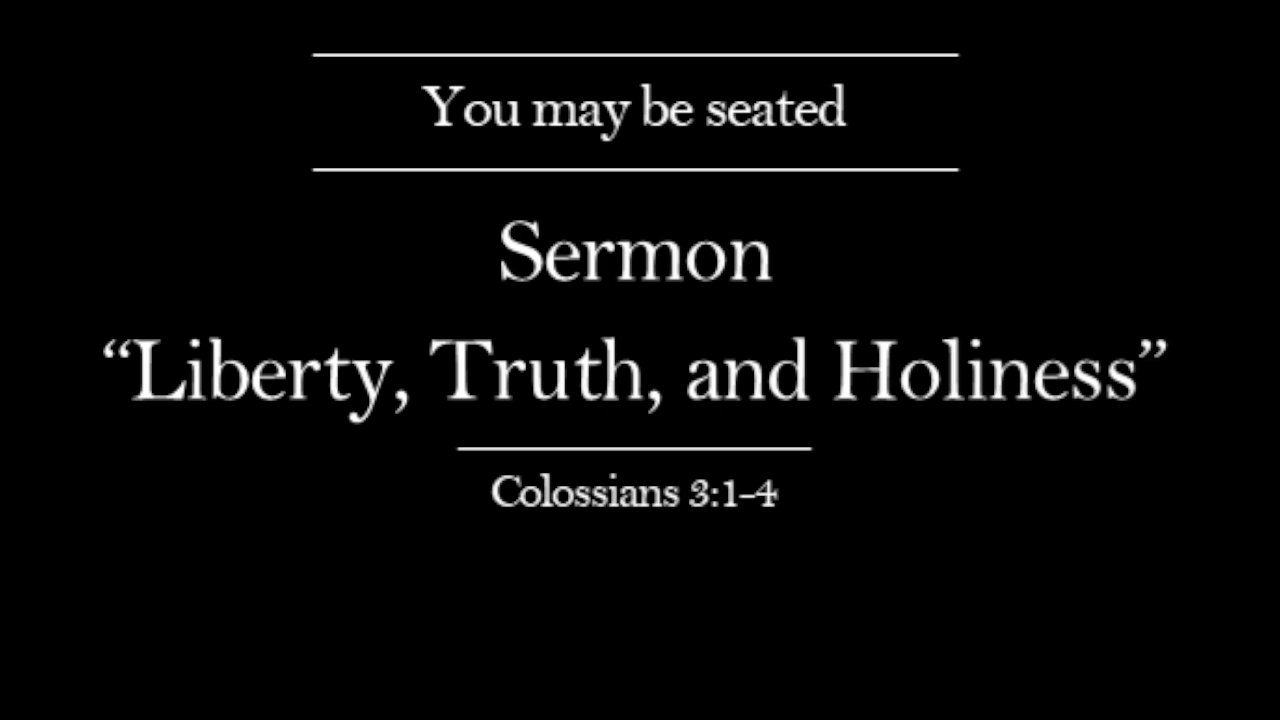 You may be seated
Sermon
“Liberty, Truth, and Holiness”
Colossians 3:1–4